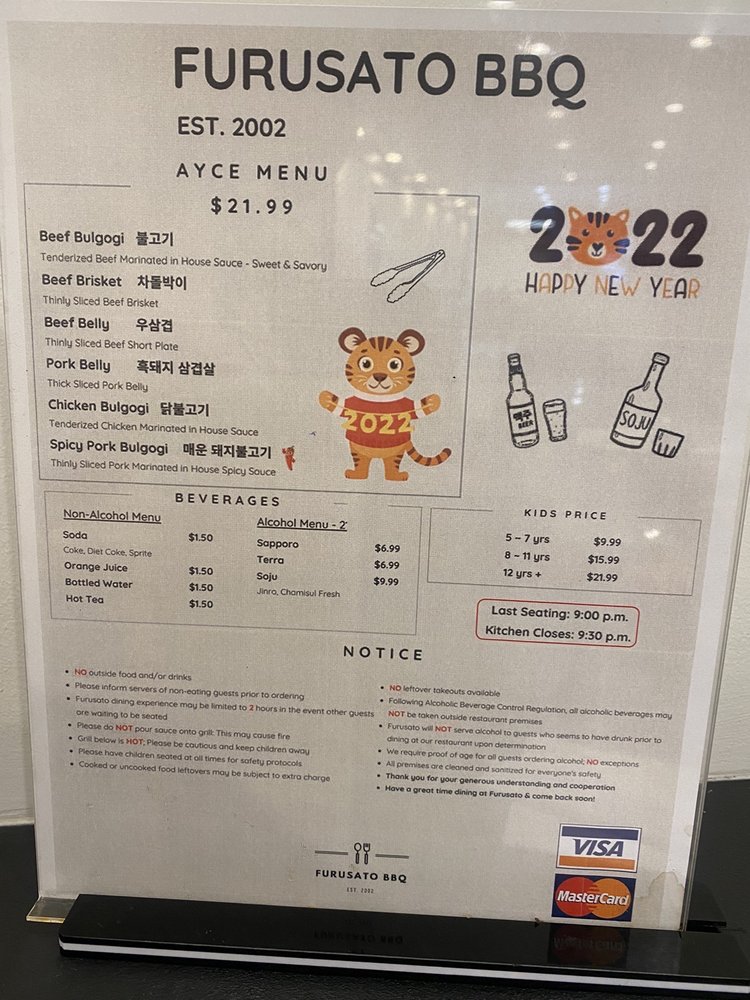 FURUSATO BBQ
EST. 2002
AYCE MENU
$21.99
Beef Bulgogi 불고기
Tenderized Beef Marinated in House Sauce - Sweet & Savory
Beef Brisket 차돌박이
Thinly Sliced Beef Brisket
Beef Belly 우삼겹
Thinly Sliced Beef Short Plate
Pork Belly 흑돼지 삼겹살
Thick Sliced Pork Belly
Chicken Bulgogi 닭불고기
Tenderized Chicken Marinated in House Sauce
Spicy Pork Bulgogi 매운 돼지불고기
Thinly Sliced Pork Marinated in House Spicy Sauce
2022
2022
HAPPY NEW YEAR
맥주
BEER
SOJU
BEVERAGES
Non-Alcohol Menu
Soda $1.50
Coke, Diet Coke, Sprite
Orange Juice $1.50
Bottled Water $1.50
Hot Tea $1.50
Alcohol Menu - 2'
Sapporo $6.99
Terra $6.99
Soju $9.99
Jinro, Chamisul Fresh
KIDS PRICE
5 ~ 7 yrs $9.99
8 ~ 11 yrs $15.99
12 yrs + $21.99
Last Seating: 9:00 p.m.
Kitchen Closes: 9:30 p.m.
NOTICE
• NO outside food and/or drinks
• Please inform servers of non-eating guests prior to ordering
• Furusato dining experience may be limited to 2 hours in the event other guests
are waiting to be seated
• Please do NOT pour sauce onto grill; This may cause fire
• Grill below is HOT; Please be cautious and keep children away
• Please have children seated at all times for safety protocols
• Cooked or uncooked food leftovers may be subject to extra charge
• NO leftover takeouts available
• Following Alcoholic Beverage Control Regulation, all alcoholic beverages may
NOT be taken outside restaurant premises
• Furusato will NOT serve alcohol to guests who seems to have drunk prior to
dining at our restaurant upon determination
• We require proof of age for all guests ordering alcohol; NO exceptions
• All premises are cleaned and sanitized for everyone's safety
• Thank you for your generous understanding and cooperation
• Have a great time dining at Furusato & come back soon!
FURUSATO BBQ
EST. 2002
VISA
MasterCard